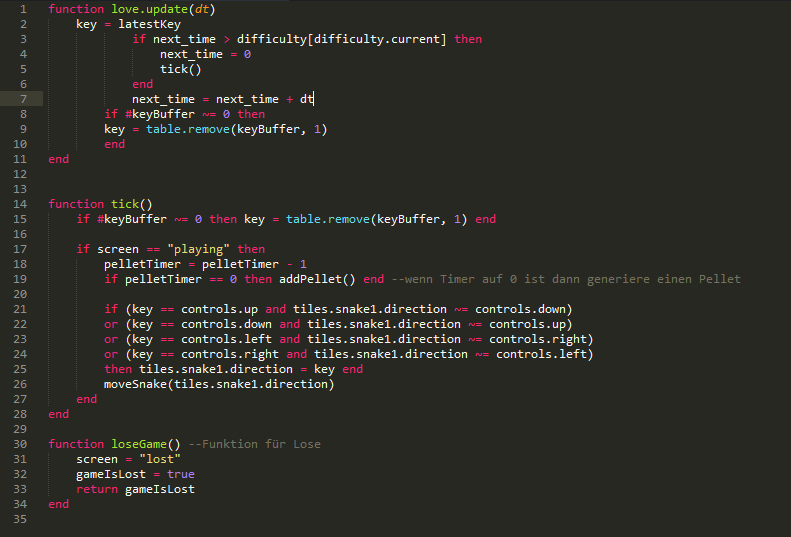 1 function love.update(dt)
2 key = latestKey
3 if next_time > difficulty[difficulty.current] then
4 next_time = 0
5 tick()
6 end
7 next_time = next_time + dt
8 if #keyBuffer ~= 0 then
9 key = table.remove(keyBuffer, 1)
10 end
11 end
12
13
14 function tick()
15 if #keyBuffer ~= 0 then key = table.remove(keyBuffer, 1) end
16
17 if screen == "playing" then
18 pelletTimer = pelletTimer - 1
19 if pelletTimer == 0 then addPellet() end --wenn Timer auf 0 ist dann generiere einen Pellet
20
21 if (key == controls.up and tiles.snake1.direction ~= controls.down)
22 or (key == controls.down and tiles.snake1.direction ~= controls.up)
23 or (key == controls.left and tiles.snake1.direction ~= controls.right)
24 or (key == controls.right and tiles.snake1.direction ~= controls.left)
25 then tiles.snake1.direction = key end
26 moveSnake(tiles.snake1.direction)
27 end
28 end
29
30 function loseGame() --Funktion für Lose
31 screen = "lost"
32 gameIsLost = true
33 return gameIsLost
34 end
35